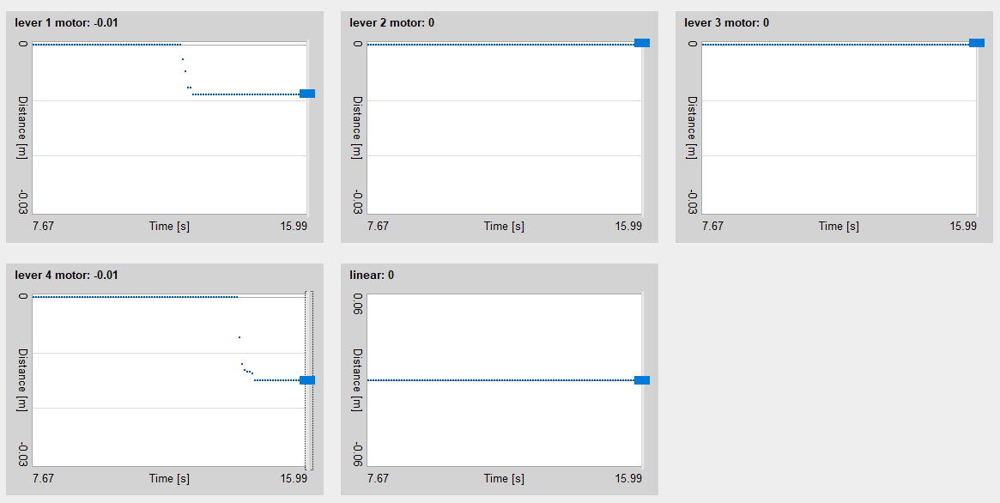 lever 1 motor: -0.01
0
Distance [m]
-0.03
7.67
Time [s]
15.99
lever 2 motor: 0
0
Distance [m]
-0.03
7.67
Time [s]
15.99
lever 3 motor: 0
0
Distance [m]
-0.03
7.67
Time [s]
15.99
lever 4 motor: -0.01
0
Distance [m]
-0.03
7.67
Time [s]
15.99
linear: 0
0.06
Distance [m]
-0.06
7.67
Time [s]
15.99